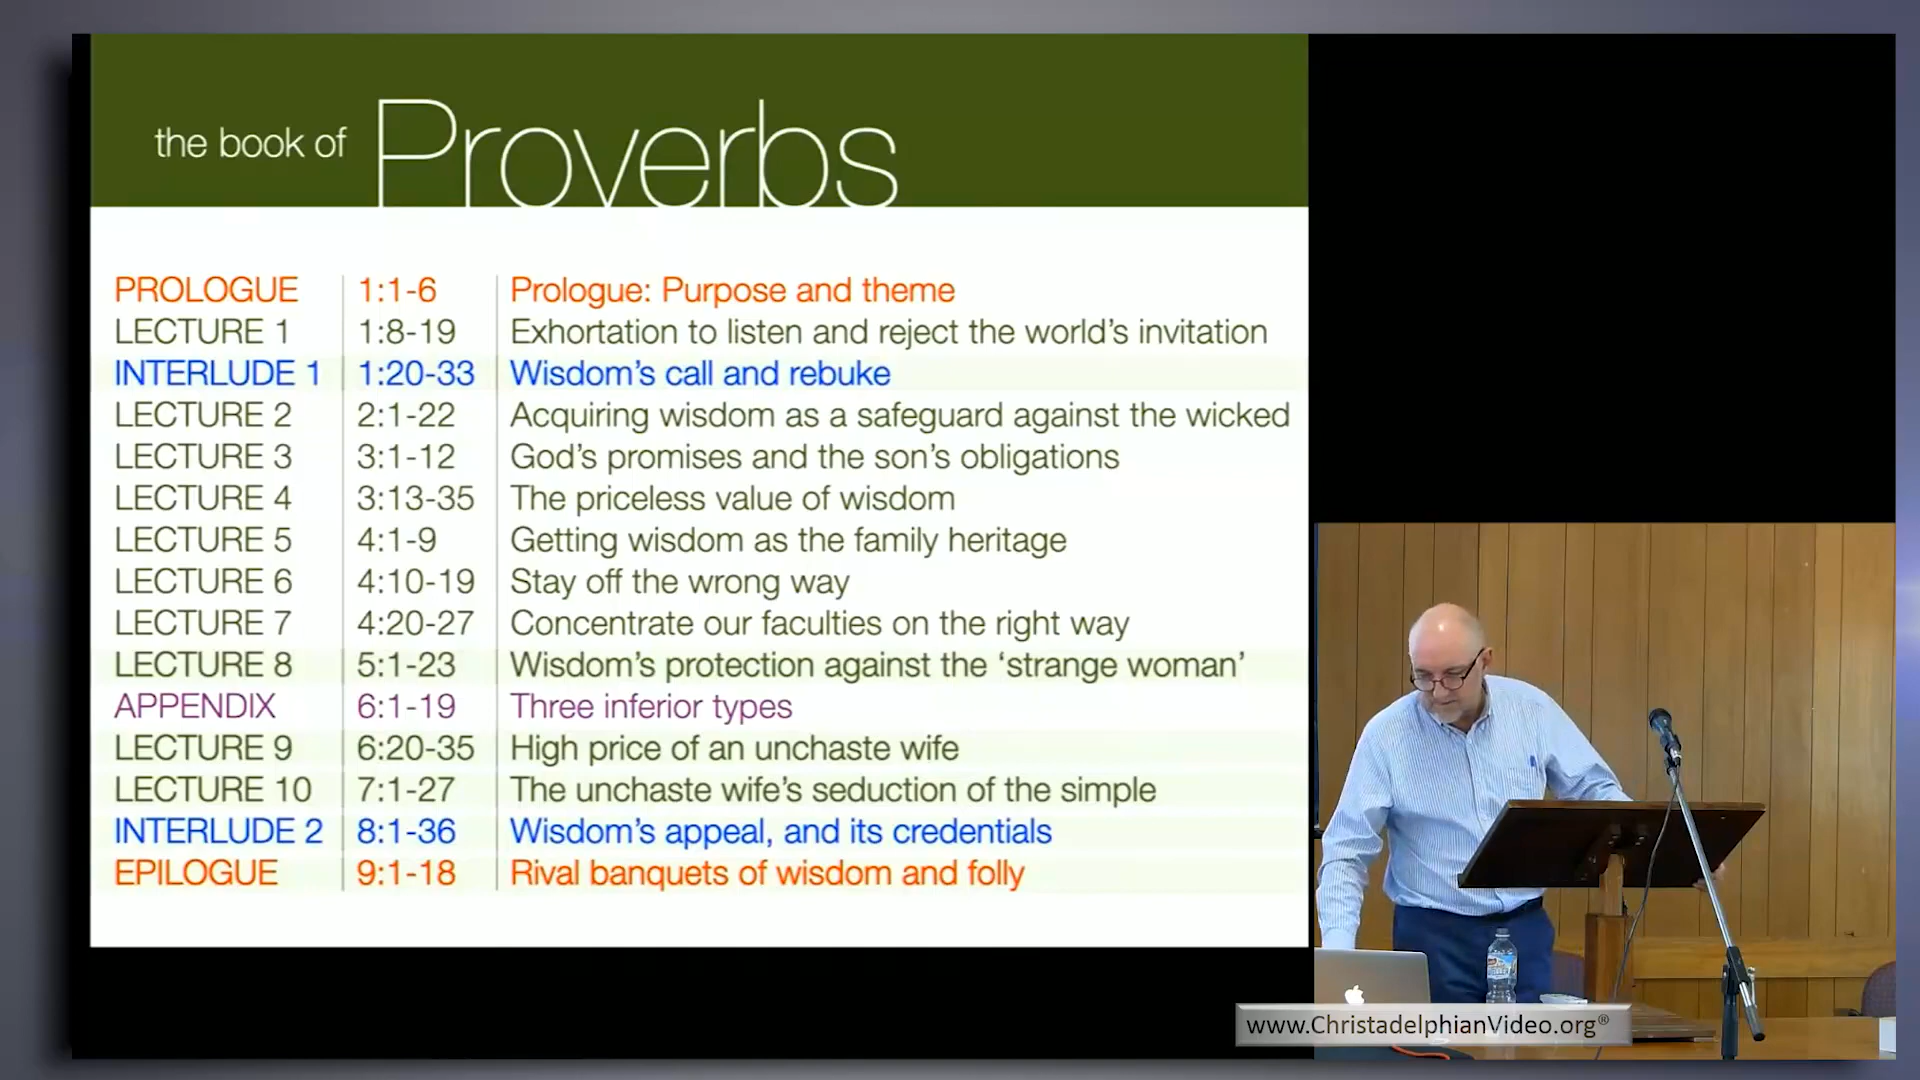 the book of Proverbs
PROLOGUE 1:1-6 Prologue: Purpose and theme
LECTURE 1 1:8-19 Exhortation to listen and reject the world's invitation
INTERLUDE 1 1:20-33 Wisdom's call and rebuke
LECTURE 2 2:1-22 Acquiring wisdom as a safeguard against the wicked
LECTURE 3 3:1-12 God's promises and the son's obligations
LECTURE 4 3:13-35 The priceless value of wisdom
LECTURE 5 4:1-9 Getting wisdom as the family heritage
LECTURE 6 4:10-19 Stay off the wrong way
LECTURE 7 4:20-27 Concentrate our faculties on the right way
LECTURE 8 5:1-23 Wisdom's protection against the ‘strange woman’
APPENDIX 6:1-19 Three inferior types
LECTURE 9 6:20-35 High price of an unchaste wife
LECTURE 10 7:1-27 The unchaste wife's seduction of the simple
INTERLUDE 2 8:1-36 Wisdom's appeal, and its credentials
EPILOGUE 9:1-18 Rival banquets of wisdom and folly
www.ChristadelphianVideo.org®